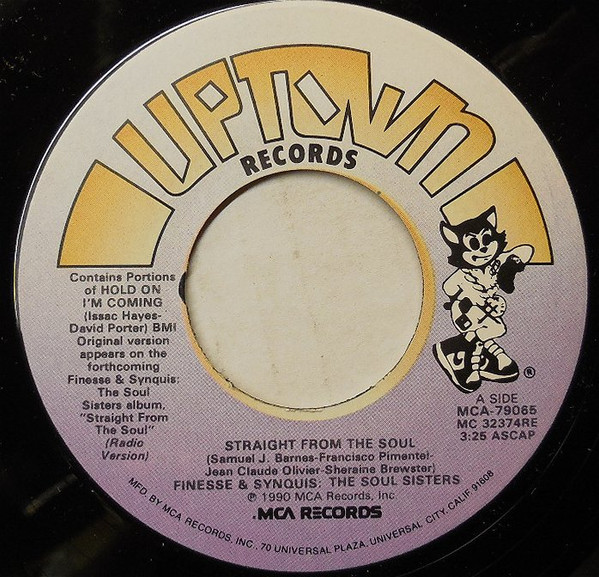 UPTOWN
RECORDS
Contains Portions
of HOLD ON
I'M COMING
(Issac Hayes-
David Porter) BMI
Original version
appears on the
forthcoming
Finesse & Synquis:
The Soul
Sisters album,
"Straight From
The Soul"
(Radio
Version)
®
A SIDE
MCA-79065
MC 32374RE
3:25 ASCAP
STRAIGHT FROM THE SOUL
(Samuel J. Barnes-Francisco Pimentel-
Jean Claude Olivier-Sheraine Brewster)
FINESSE & SYNQUIS: THE SOUL SISTERS
℗ 1990 MCA Records, Inc.
.MCA RECORDS
MFD. BY MCA RECORDS, INC., 70 UNIVERSAL PLAZA, UNIVERSAL CITY, CALIF. 91608